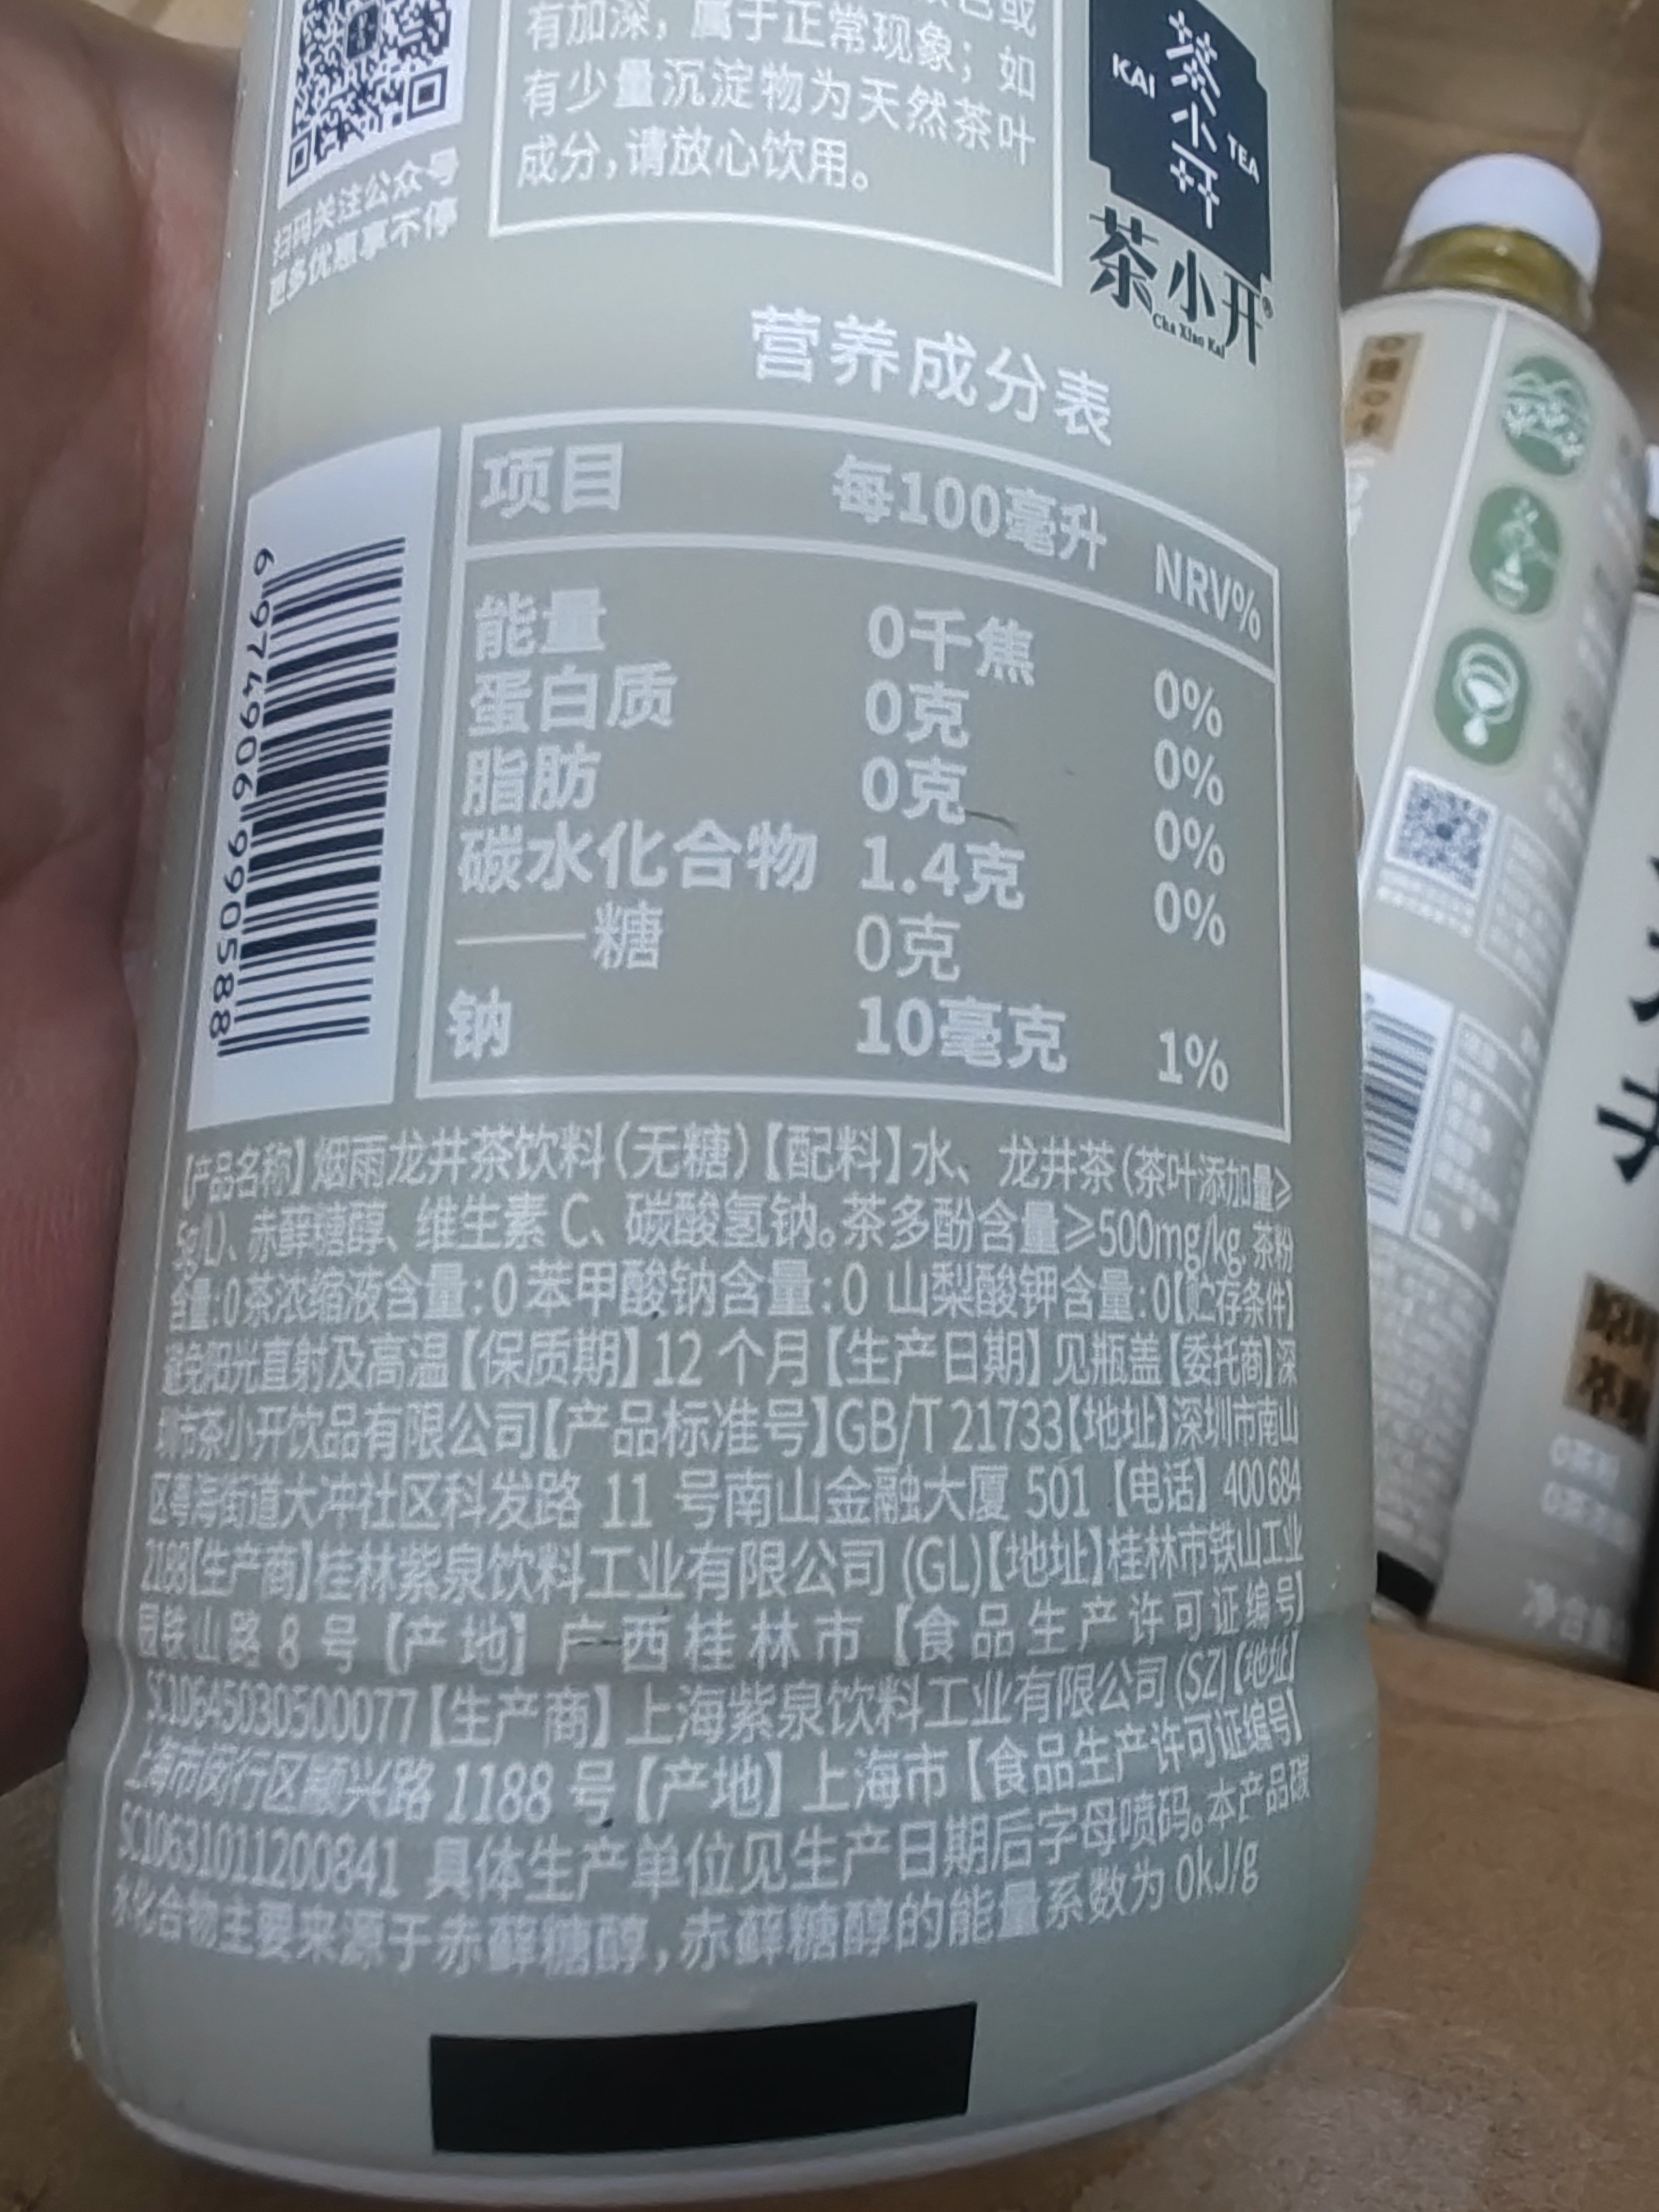 有加深，属于正常现象；如
有少量沉淀物为天然茶叶
成分，请放心饮用。
扫码关注公众号
更多优惠享不停
茶小开
KAI
TEA
茶小开®
Cha Xiao Kai
营养成分表
项目 每100毫升 NRV%
能量 0千焦 0%
蛋白质 0克 0%
脂肪 0克 0%
碳水化合物 1.4克 0%
——糖 0克
钠 10毫克 1%
6 974906 990588
【产品名称】烟雨龙井茶饮料(无糖)【配料】水、龙井茶(茶叶添加量≥
5g/L)、赤藓糖醇、维生素 C、碳酸氢钠。茶多酚含量≥500mg/kg, 茶粉
含量:0茶浓缩液含量:0 苯甲酸钠含量:0 山梨酸钾含量:0【贮存条件】
避免阳光直射及高温【保质期】12个月【生产日期】见瓶盖【委托商】深
圳市茶小开饮品有限公司【产品标准号】GB/T 21733【地址】深圳市南山
区粤海街道大冲社区科发路 11 号南山金融大厦 501【电话】400 684
2188【生产商】桂林紫泉饮料工业有限公司 (GL)【地址】桂林市铁山工业
园铁山路 8 号【产地】广西桂林市【食品生产许可证编号】
SC10645030500077【生产商】上海紫泉饮料工业有限公司 (SZ)【地址】
上海市闵行区颛兴路 1188 号【产地】上海市【食品生产许可证编号】
SC10631011200841 具体生产单位见生产日期后字母喷码。本产品碳
水化合物主要来源于赤藓糖醇，赤藓糖醇的能量系数为 0kJ/g